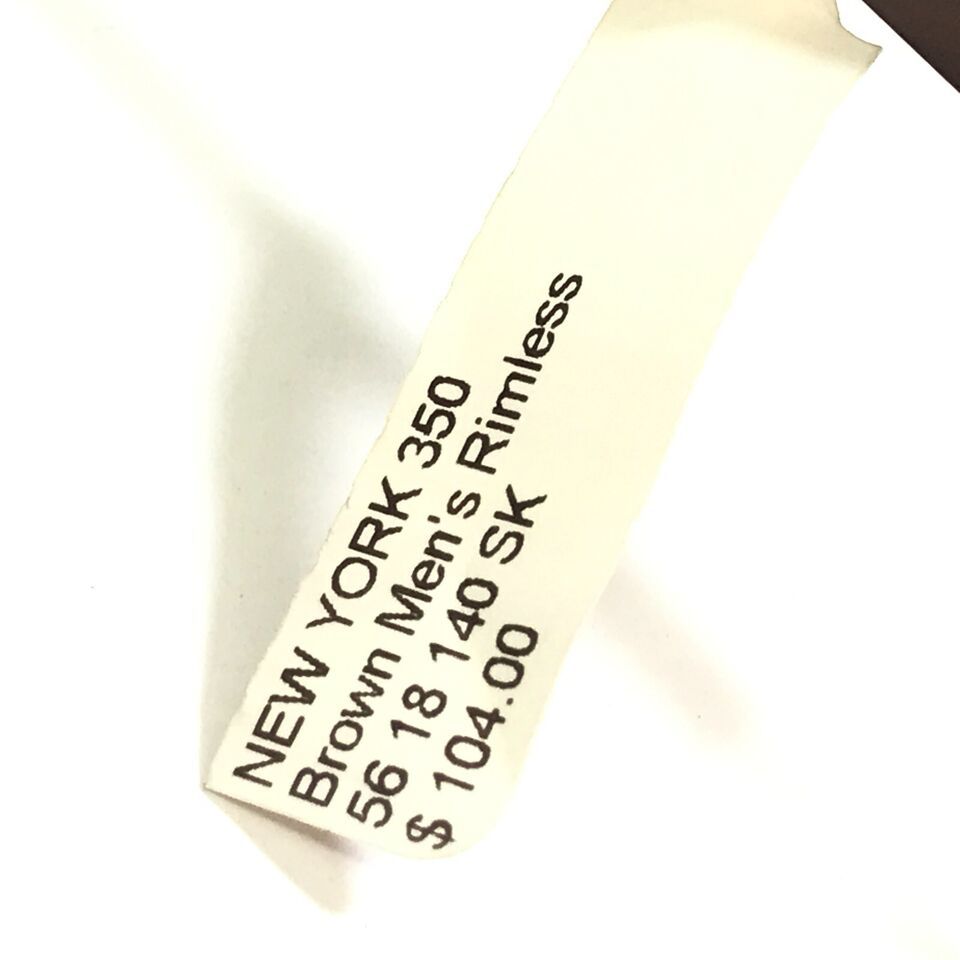 NEW YORK 350
Brown Men's Rimless
56 18 140 SK
$ 104.00